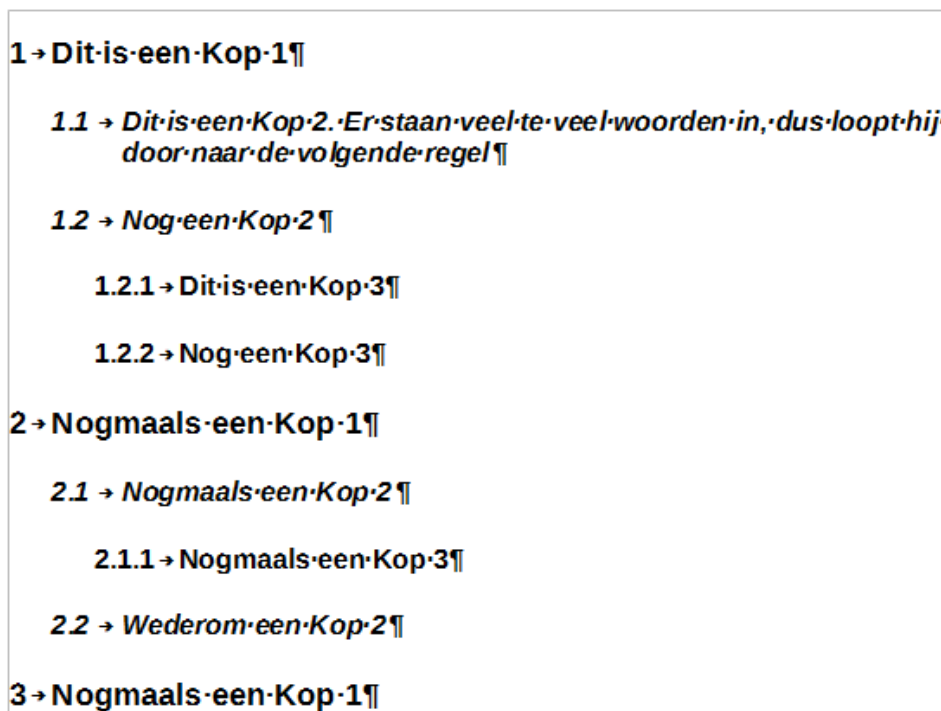 1→Dit·is·een·Kop·1¶
1.1 → Dit·is·een·Kop·2.·Er·staan·veel·te·veel·woorden·in,·dus·loopt·hij·
door·naar·de·volgende·regel¶
1.2 → Nog·een·Kop·2¶
1.2.1→Dit·is·een·Kop·3¶
1.2.2→Nog·een·Kop·3¶
2→Nogmaals·een·Kop·1¶
2.1 → Nogmaals·een·Kop·2¶
2.1.1→Nogmaals·een·Kop·3¶
2.2 → Wederom·een·Kop·2¶
3→Nogmaals·een·Kop·1¶